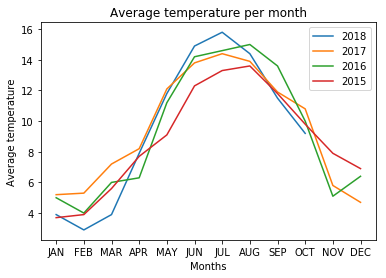 Average temperature per month
16
14
12
10
8
6
4
Average temperature
2018
2017
2016
2015
JAN FEB MAR APR MAY JUN JUL AUG SEP OCT NOV DEC
Months